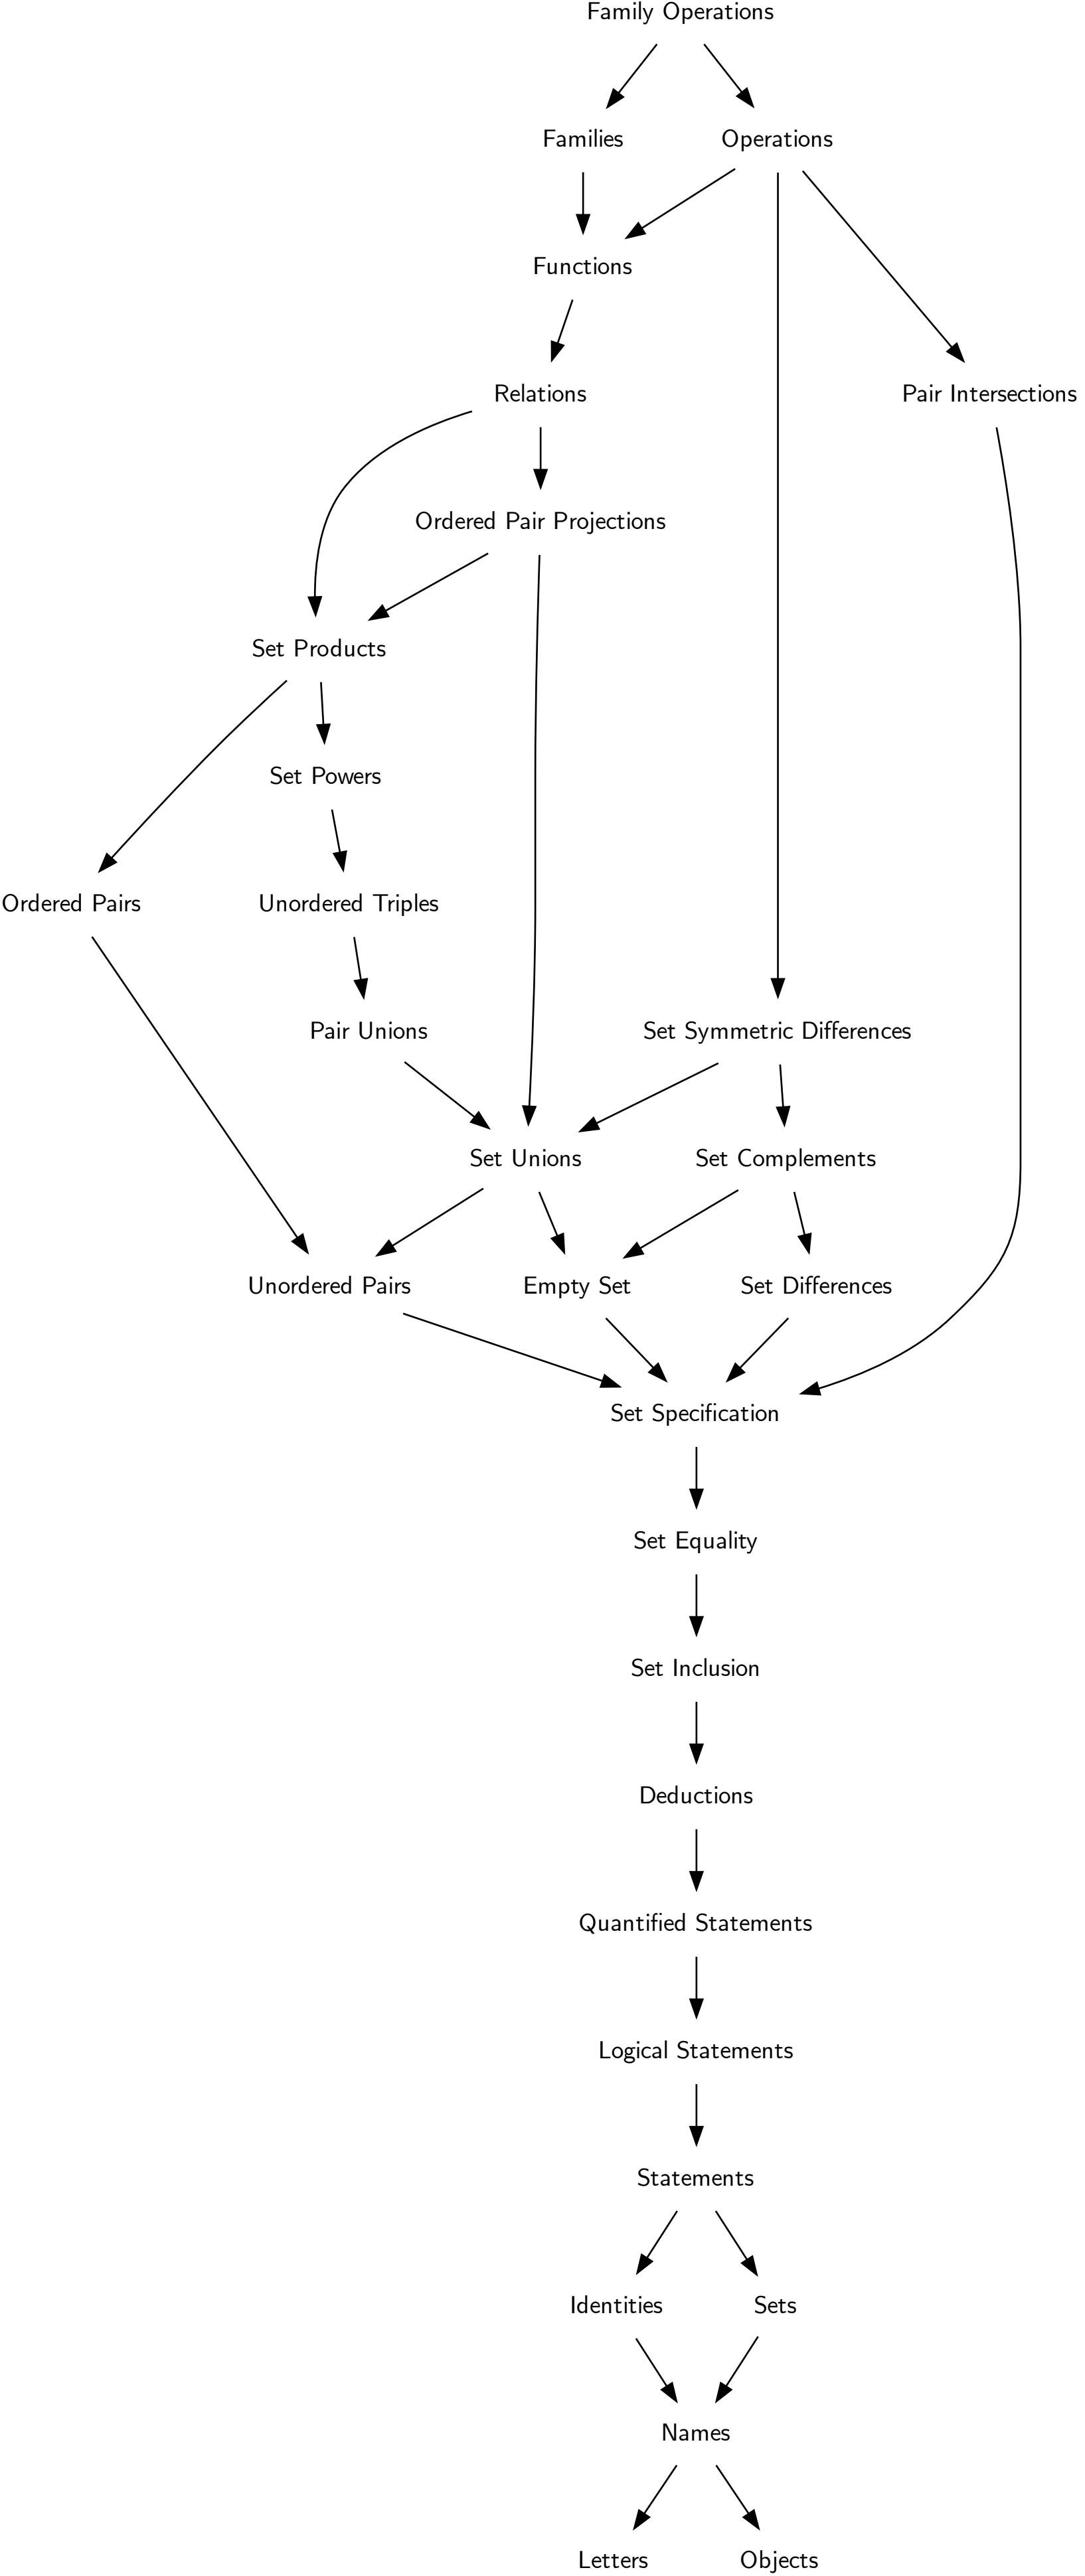 Family Operations
Families
Operations
Functions
Relations
Pair Intersections
Ordered Pair Projections
Set Products
Set Powers
Ordered Pairs
Unordered Triples
Pair Unions
Set Symmetric Differences
Set Unions
Set Complements
Unordered Pairs
Empty Set
Set Differences
Set Specification
Set Equality
Set Inclusion
Deductions
Quantified Statements
Logical Statements
Statements
Identities
Sets
Names
Letters
Objects